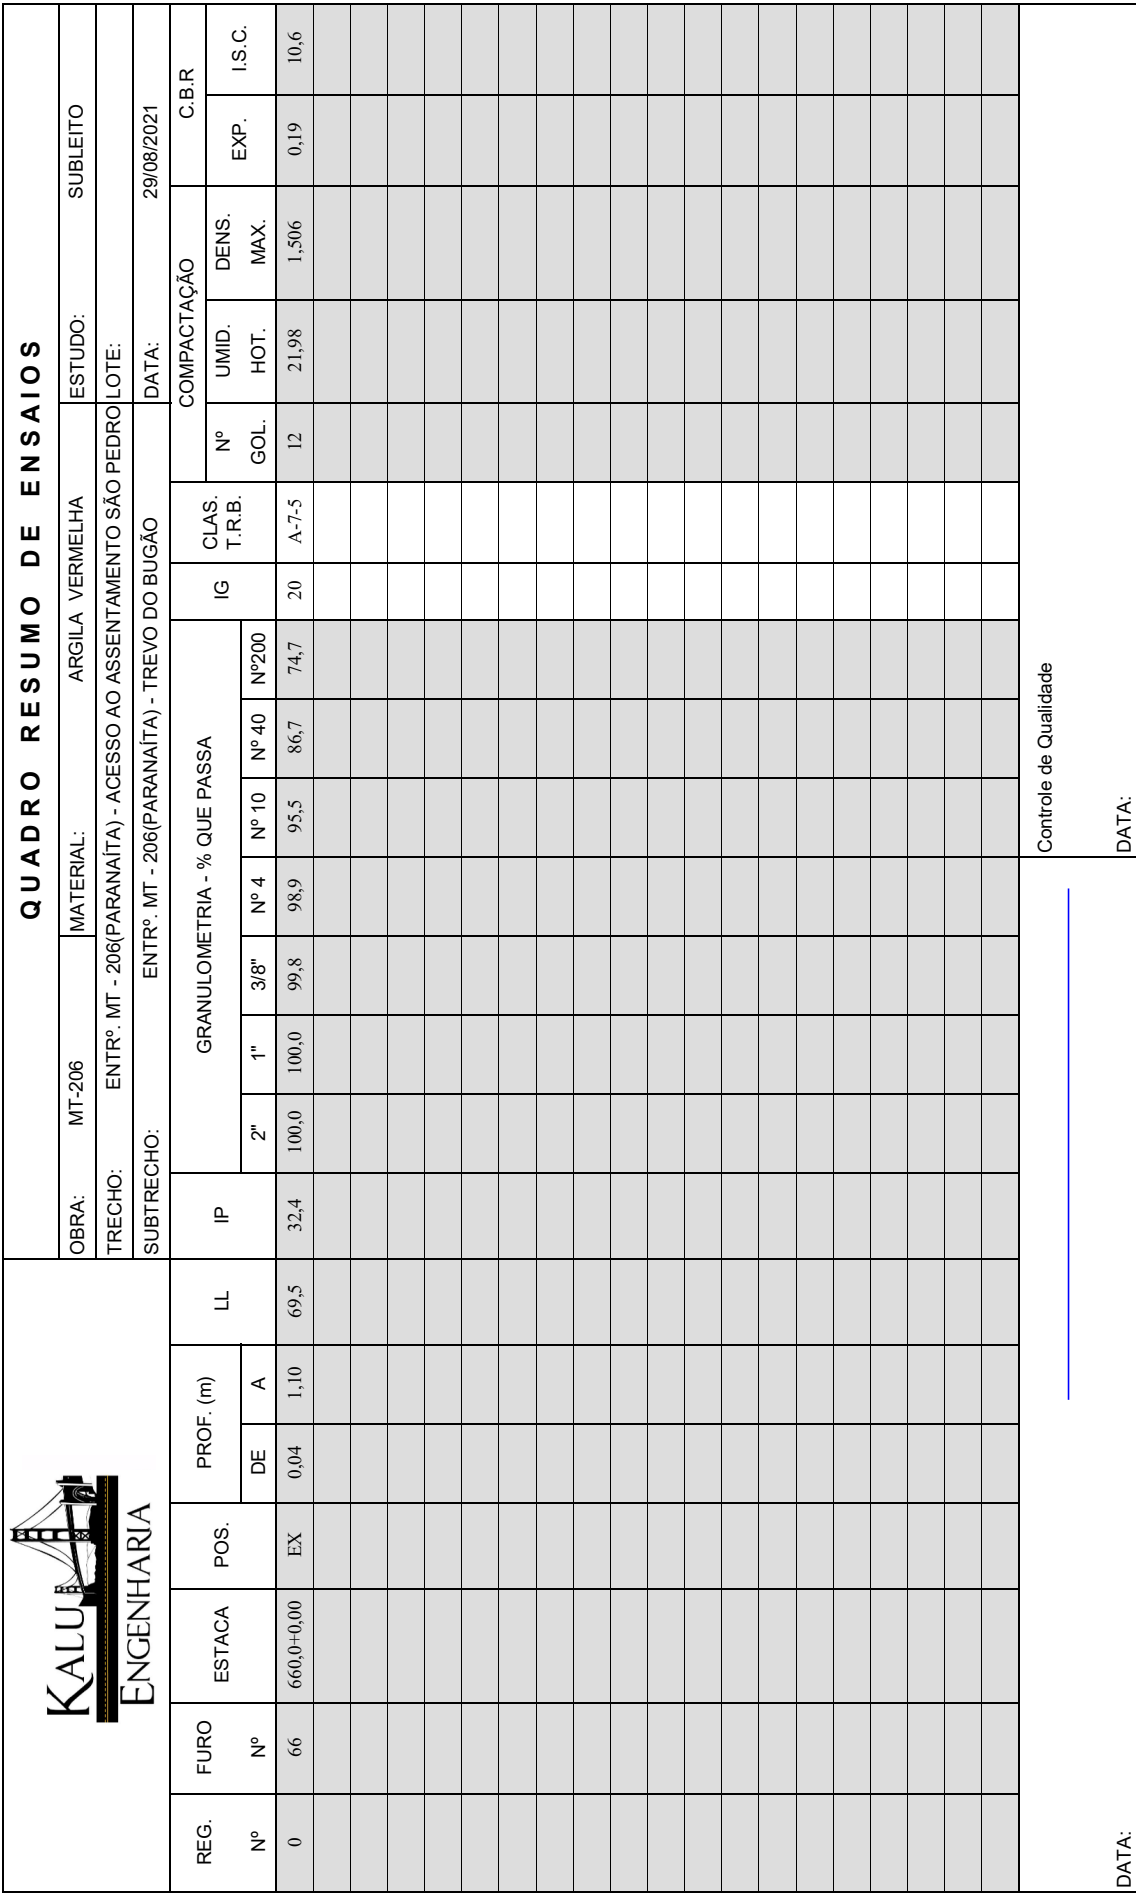 KALU
ENGENHARIA
QUADRO RESUMO DE ENSAIOS
OBRA: MT-206 MATERIAL: ARGILA VERMELHA ESTUDO: SUBLEITO
TRECHO: ENTRº. MT - 206(PARANAÍTA) - ACESSO AO ASSENTAMENTO SÃO PEDRO LOTE:
SUBTRECHO: ENTRº. MT - 206(PARANAÍTA) - TREVO DO BUGÃO DATA: 29/08/2021
REG. Nº FURO Nº ESTACA POS. PROF. (m) LL IP GRANULOMETRIA - % QUE PASSA IG CLAS. T.R.B. COMPACTAÇÃO C.B.R
DE A 2" 1" 3/8" Nº 4 Nº 10 Nº 40 Nº200 Nº GOL. UMID. HOT. DENS. MAX. EXP. I.S.C.
0 66 660,0+0,00 EX 0,04 1,10 69,5 32,4 100,0 100,0 99,8 98,9 95,5 86,7 74,7 20 A-7-5 12 21,98 1,506 0,19 10,6
Controle de Qualidade
DATA: DATA: